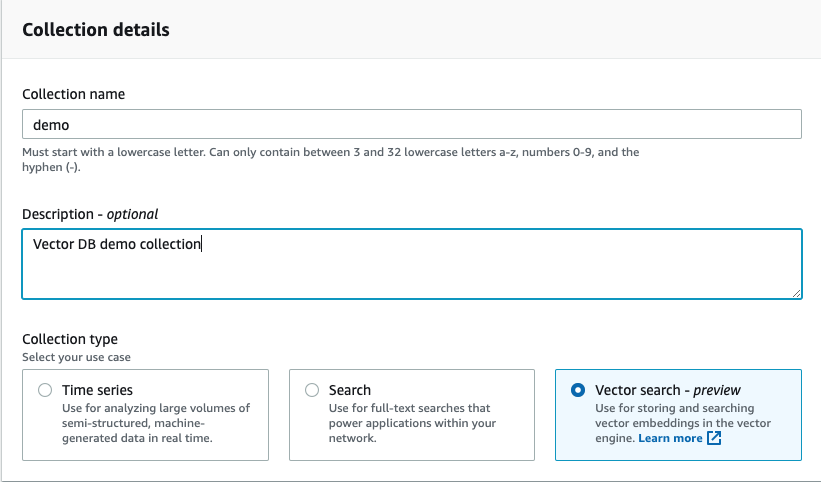 Collection details
Collection name
demo
Must start with a lowercase letter. Can only contain between 3 and 32 lowercase letters a-z, numbers 0-9, and the
hyphen (-).
Description - optional
Vector DB demo collection
Collection type
Select your use case
Time series
Use for analyzing large volumes of
semi-structured, machine-
generated data in real time.
Search
Use for full-text searches that
power applications within your
network.
Vector search - preview
Use for storing and searching
vector embeddings in the vector
engine. Learn more